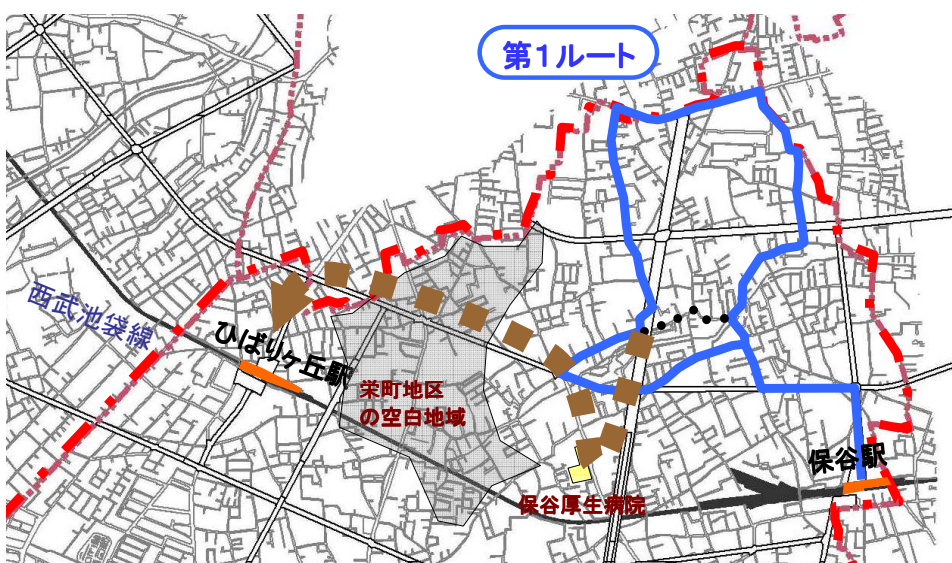 第1ルート
西武池袋線
ひばりヶ丘駅
栄町地区
の空白地域
保谷駅
保谷厚生病院